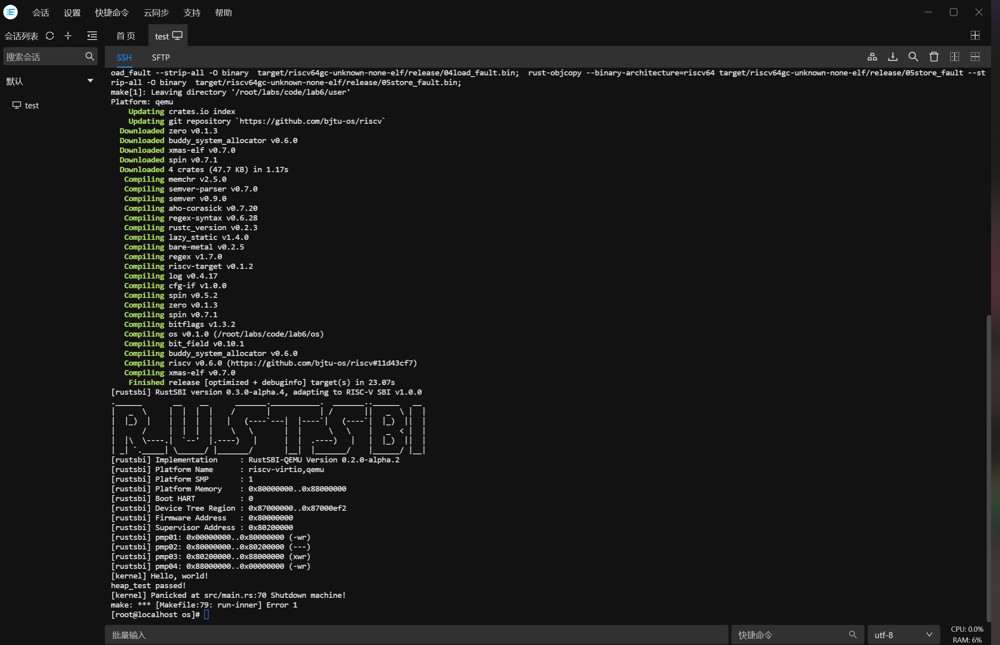 会话 设置 快捷命令 云同步 支持 帮助
会话列表 首页 test
搜索会话 SSH SFTP
默认
test
oad_fault --strip-all -O binary  target/riscv64gc-unknown-none-elf/release/04load_fault.bin;  rust-objcopy --binary-architecture=riscv64 target/riscv64gc-unknown-none-elf/release/05store_fault --st
rip-all -O binary  target/riscv64gc-unknown-none-elf/release/05store_fault.bin;
make[1]: Leaving directory '/root/labs/code/lab6/user'
Platform: qemu
    Updating crates.io index
    Updating git repository `https://github.com/bjtu-os/riscv`
  Downloaded zero v0.1.3
  Downloaded buddy_system_allocator v0.6.0
  Downloaded xmas-elf v0.7.0
  Downloaded spin v0.7.1
  Downloaded 4 crates (47.7 KB) in 1.17s
   Compiling memchr v2.5.0
   Compiling semver-parser v0.7.0
   Compiling semver v0.9.0
   Compiling aho-corasick v0.7.20
   Compiling regex-syntax v0.6.28
   Compiling rustc_version v0.2.3
   Compiling lazy_static v1.4.0
   Compiling bare-metal v0.2.5
   Compiling regex v1.7.0
   Compiling riscv-target v0.1.2
   Compiling log v0.4.17
   Compiling cfg-if v1.0.0
   Compiling spin v0.5.2
   Compiling zero v0.1.3
   Compiling spin v0.7.1
   Compiling bitflags v1.3.2
   Compiling os v0.1.0 (/root/labs/code/lab6/os)
   Compiling bit_field v0.10.1
   Compiling buddy_system_allocator v0.6.0
   Compiling riscv v0.6.0 (https://github.com/bjtu-os/riscv#11d43cf7)
   Compiling xmas-elf v0.7.0
    Finished release [optimized + debuginfo] target(s) in 23.07s
[rustsbi] RustSBI version 0.3.0-alpha.4, adapting to RISC-V SBI v1.0.0
RUSTSBI
[rustsbi] Implementation     : RustSBI-QEMU Version 0.2.0-alpha.2
[rustsbi] Platform Name      : riscv-virtio,qemu
[rustsbi] Platform SMP       : 1
[rustsbi] Platform Memory    : 0x80000000..0x88000000
[rustsbi] Boot HART          : 0
[rustsbi] Device Tree Region : 0x87000000..0x87000ef2
[rustsbi] Firmware Address   : 0x80000000
[rustsbi] Supervisor Address : 0x80200000
[rustsbi] pmp01: 0x00000000..0x80000000 (-wr)
[rustsbi] pmp02: 0x80000000..0x80200000 (---)
[rustsbi] pmp03: 0x80200000..0x88000000 (xwr)
[rustsbi] pmp04: 0x88000000..0x00000000 (-wr)
[kernel] Hello, world!
heap_test passed!
[kernel] Panicked at src/main.rs:70 Shutdown machine!
make: *** [Makefile:79: run-inner] Error 1
[root@localhost os]#
批量输入 快捷命令 utf-8
CPU: 0.0%
RAM: 6%